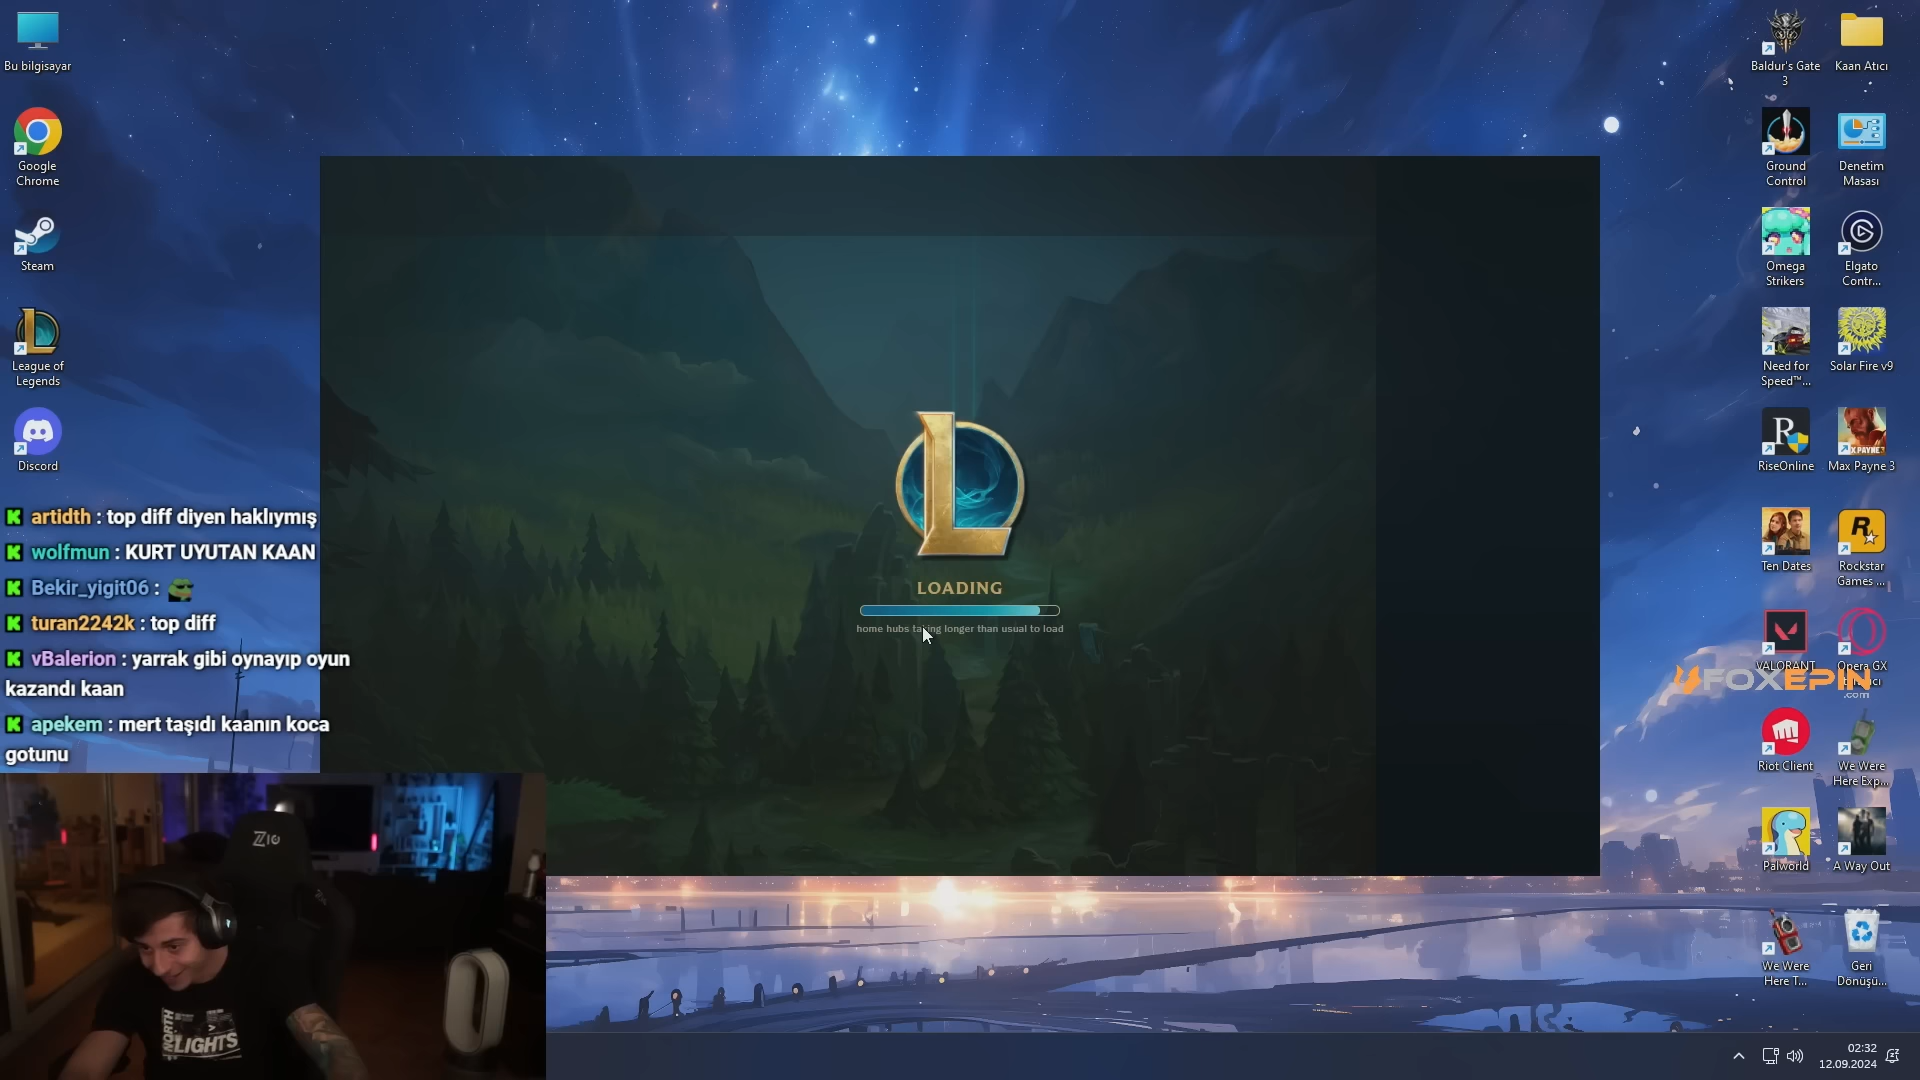 Bu bilgisayar
Google
Chrome
Steam
League of
Legends
Discord
Baldur's Gate
3
Kaan Atıcı
Ground
Control
Denetim
Masası
Omega
Strikers
Elgato
Contr...
Need for
Speed™...
Solar Fire v9
RiseOnline
Max Payne 3
Ten Dates
Rockstar
Games ...
VALORANT
Opera GX
FOXEPIN
.com
Riot Client
We Were
Here Exp...
Palworld
A Way Out
We Were
Here T...
Geri
Dönüşü...
LOADING
home hubs taking longer than usual to load
artidth : top diff diyen haklıymış
wolfmun : KURT UYUTAN KAAN
Bekir_yigit06 :
turan2242k : top diff
vBalerion : yarrak gibi oynayıp oyun
kazandı kaan
apekem : mert taşıdı kaanın koca
gotunu
NORTH
LIGHTS
02:32
12.09.2024